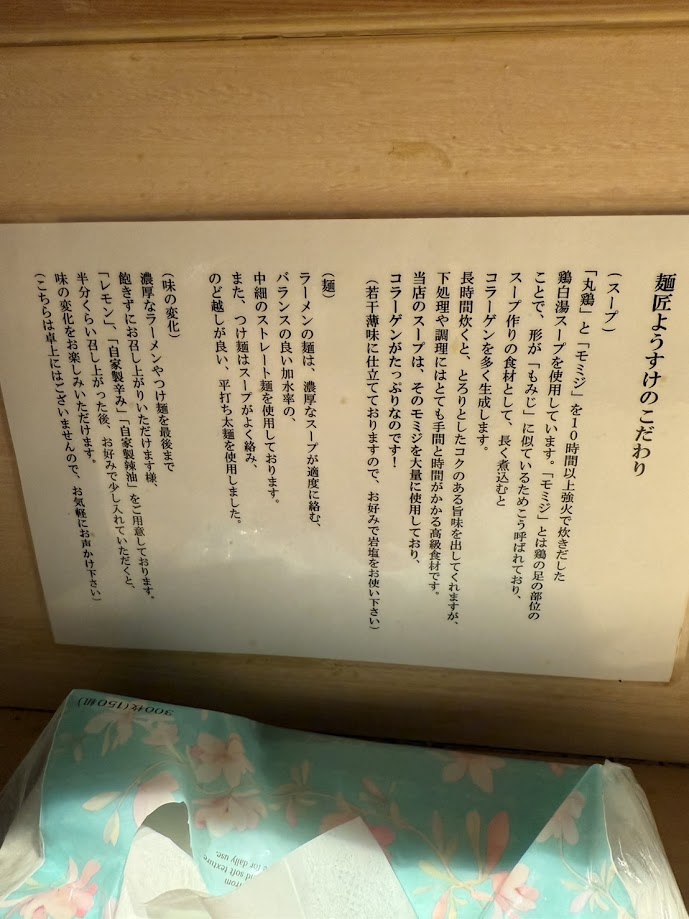 麺匠ようすけのこだわり
(スープ)
「丸鶏」と「モミジ」を10時間以上強火で炊きだした
鶏白湯スープを使用しています。「モミジ」とは鶏の足の部位の
ことで、形が「もみじ」に似ているためこう呼ばれており、
スープ作りの食材として、長く煮込むと
コラーゲンを多く生成します。
長時間炊くと、とろりとしたコクのある旨味を出してくれますが、
下処理や調理にはとても手間と時間がかかる高級食材です。
当店のスープは、そのモミジを大量に使用しており、
コラーゲンがたっぷりなのです!
(若干薄味に仕立てておりますので、お好みで岩塩をお使い下さい)
(麺)
ラーメンの麺は、濃厚なスープが適度に絡む、
バランスの良い加水率の、
中細のストレート麺を使用しております。
また、つけ麺はスープがよく絡み、
のど越しが良い、平打ち太麺を使用しました。
(味の変化)
濃厚なラーメンやつけ麺を最後まで
飽きずにお召し上がりいただけます様、
「レモン」、「自家製辛み」「自家製辣油」をご用意しております。
半分くらい召し上がった後、お好みで少し入れていただくと、
味の変化をお楽しみいただけます。
(こちらは卓上にはございませんので、お気軽にお声かけ下さい)
300枚(150組)
from
id soft texture
e for daily use.